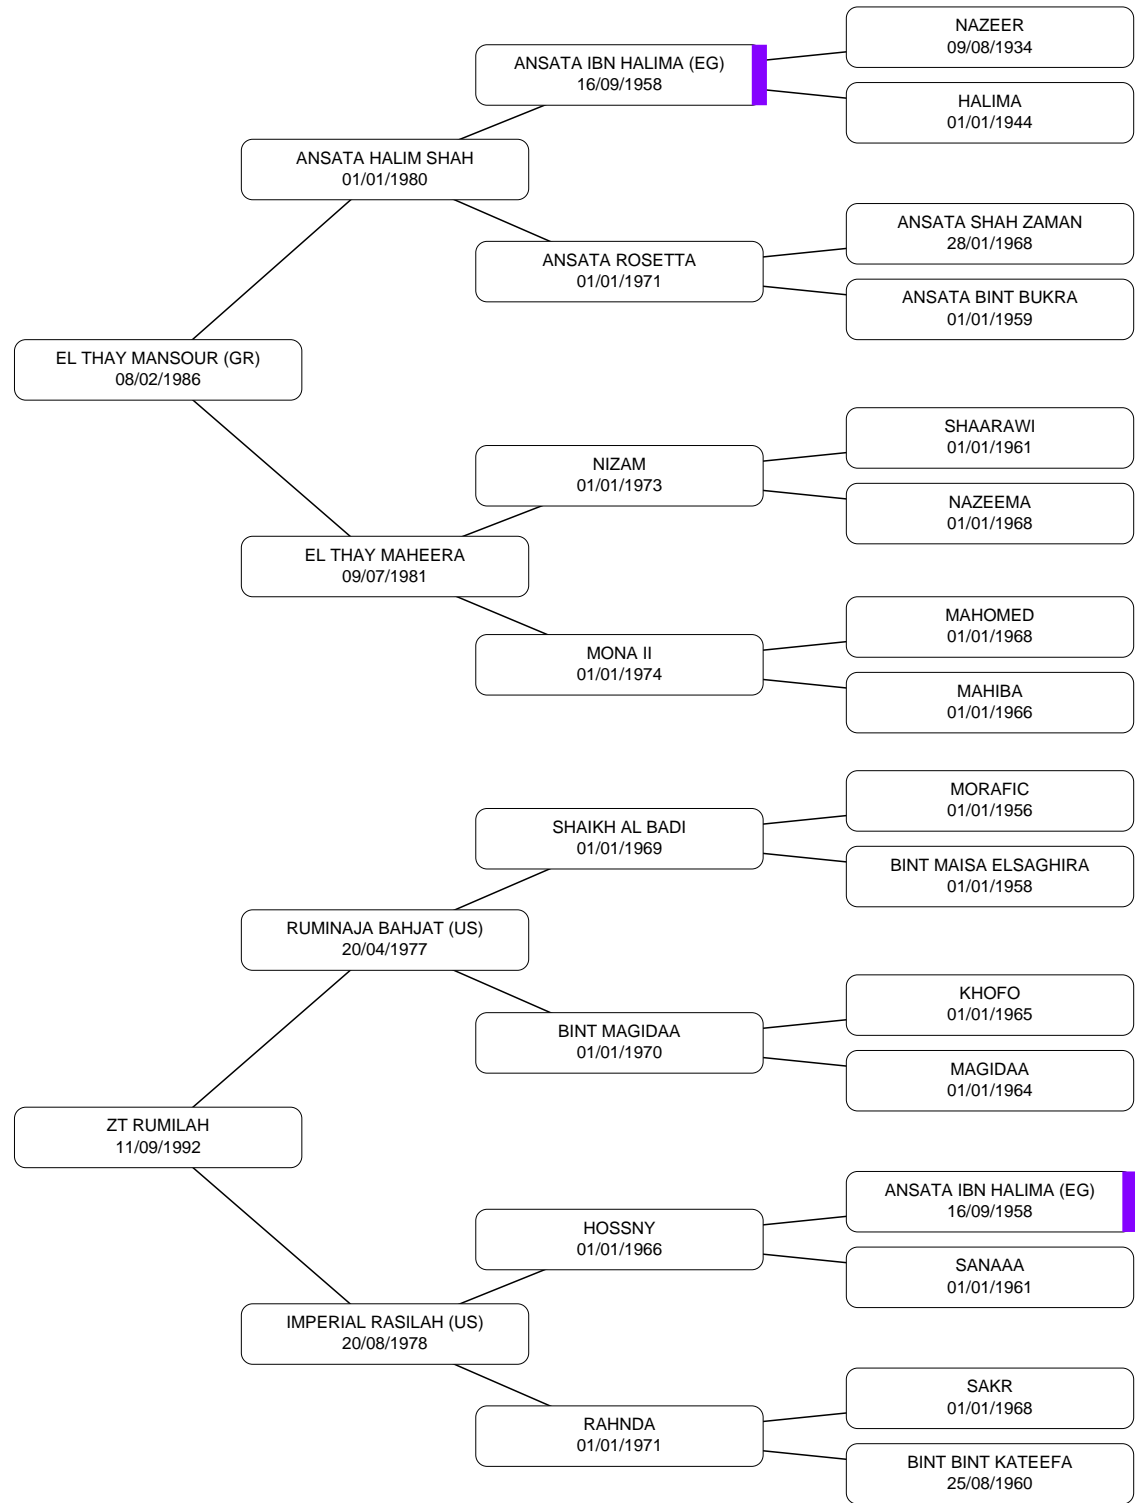 NAZEER
09/08/1934
ANSATA IBN HALIMA (EG)
16/09/1958
HALIMA
01/01/1944
ANSATA HALIM SHAH
01/01/1980
ANSATA SHAH ZAMAN
28/01/1968
ANSATA ROSETTA
01/01/1971
ANSATA BINT BUKRA
01/01/1959
EL THAY MANSOUR (GR)
08/02/1986
SHAARAWI
01/01/1961
NIZAM
01/01/1973
NAZEEMA
01/01/1968
EL THAY MAHEERA
09/07/1981
MAHOMED
01/01/1968
MONA II
01/01/1974
MAHIBA
01/01/1966
MORAFIC
01/01/1956
SHAIKH AL BADI
01/01/1969
BINT MAISA ELSAGHIRA
01/01/1958
RUMINAJA BAHJAT (US)
20/04/1977
KHOFO
01/01/1965
BINT MAGIDAA
01/01/1970
MAGIDAA
01/01/1964
ZT RUMILAH
11/09/1992
ANSATA IBN HALIMA (EG)
16/09/1958
HOSSNY
01/01/1966
SANAAA
01/01/1961
IMPERIAL RASILAH (US)
20/08/1978
SAKR
01/01/1968
RAHNDA
01/01/1971
BINT BINT KATEEFA
25/08/1960